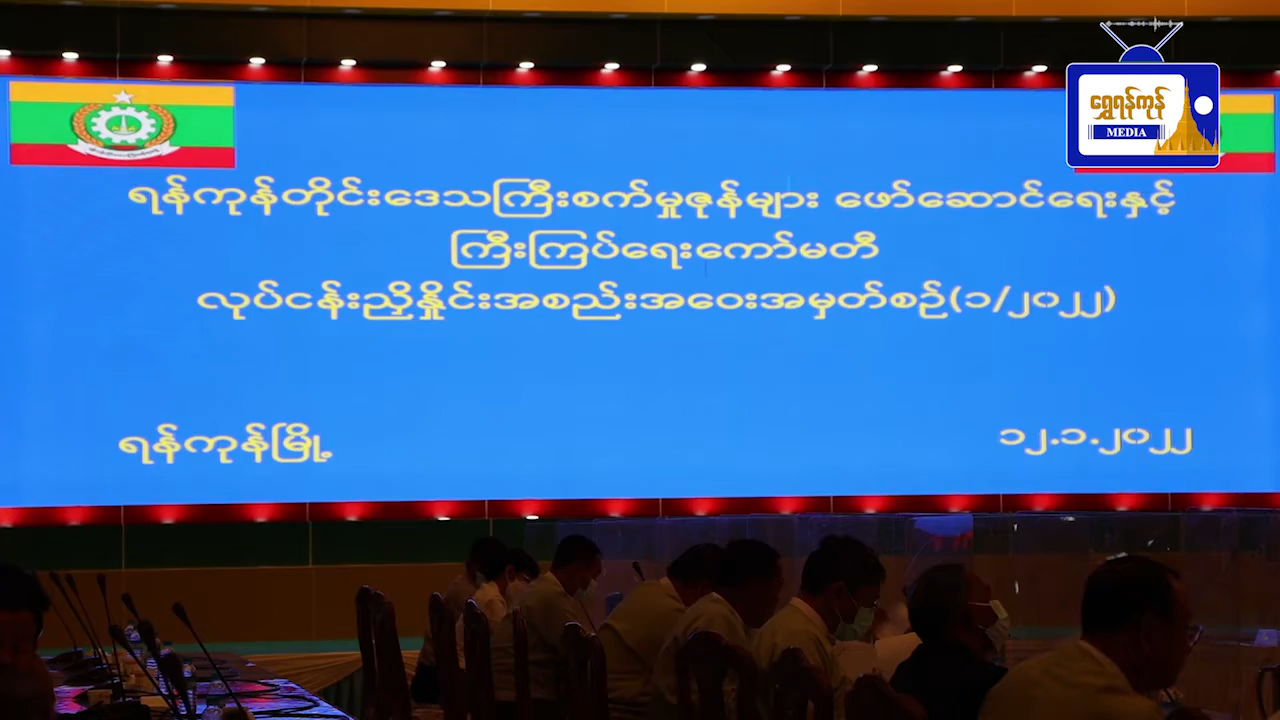 ရွှေရန်ကုန်
MEDIA
ရန်ကုန်တိုင်းဒေသကြီးစက်မှုဇုန်များ ဖော်ဆောင်ရေးနှင့်
ကြီးကြပ်ရေးကော်မတီ
လုပ်ငန်းညှိနှိုင်းအစည်းအဝေးအမှတ်စဉ်(၁/၂၀၂၂)
ရန်ကုန်မြို့
၁၂.၁.၂၀၂၂